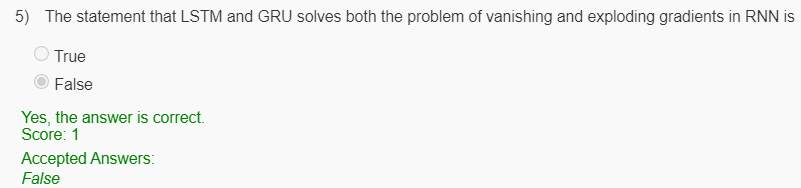 5) The statement that LSTM and GRU solves both the problem of vanishing and exploding gradients in RNN is
True
False
Yes, the answer is correct.
Score: 1
Accepted Answers:
False